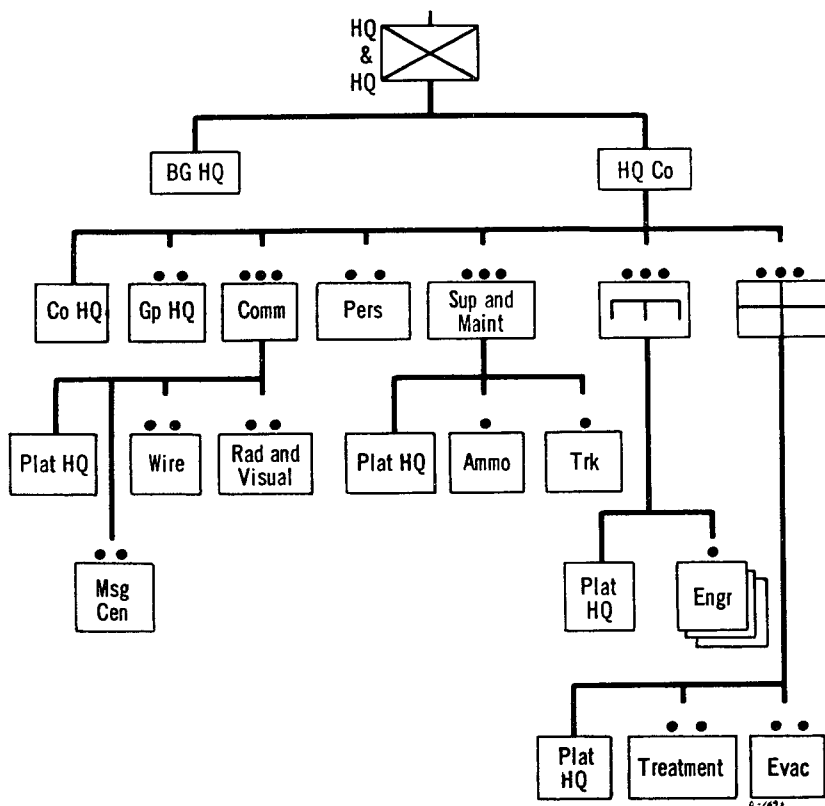 HQ
&
HQ
BG HQ
HQ Co
Co HQ
Gp HQ
Comm
Pers
Sup and
Maint
Plat HQ
Wire
Rad and
Visual
Plat HQ
Ammo
Trk
Msg
Cen
Plat
HQ
Engr
Plat
HQ
Treatment
Evac